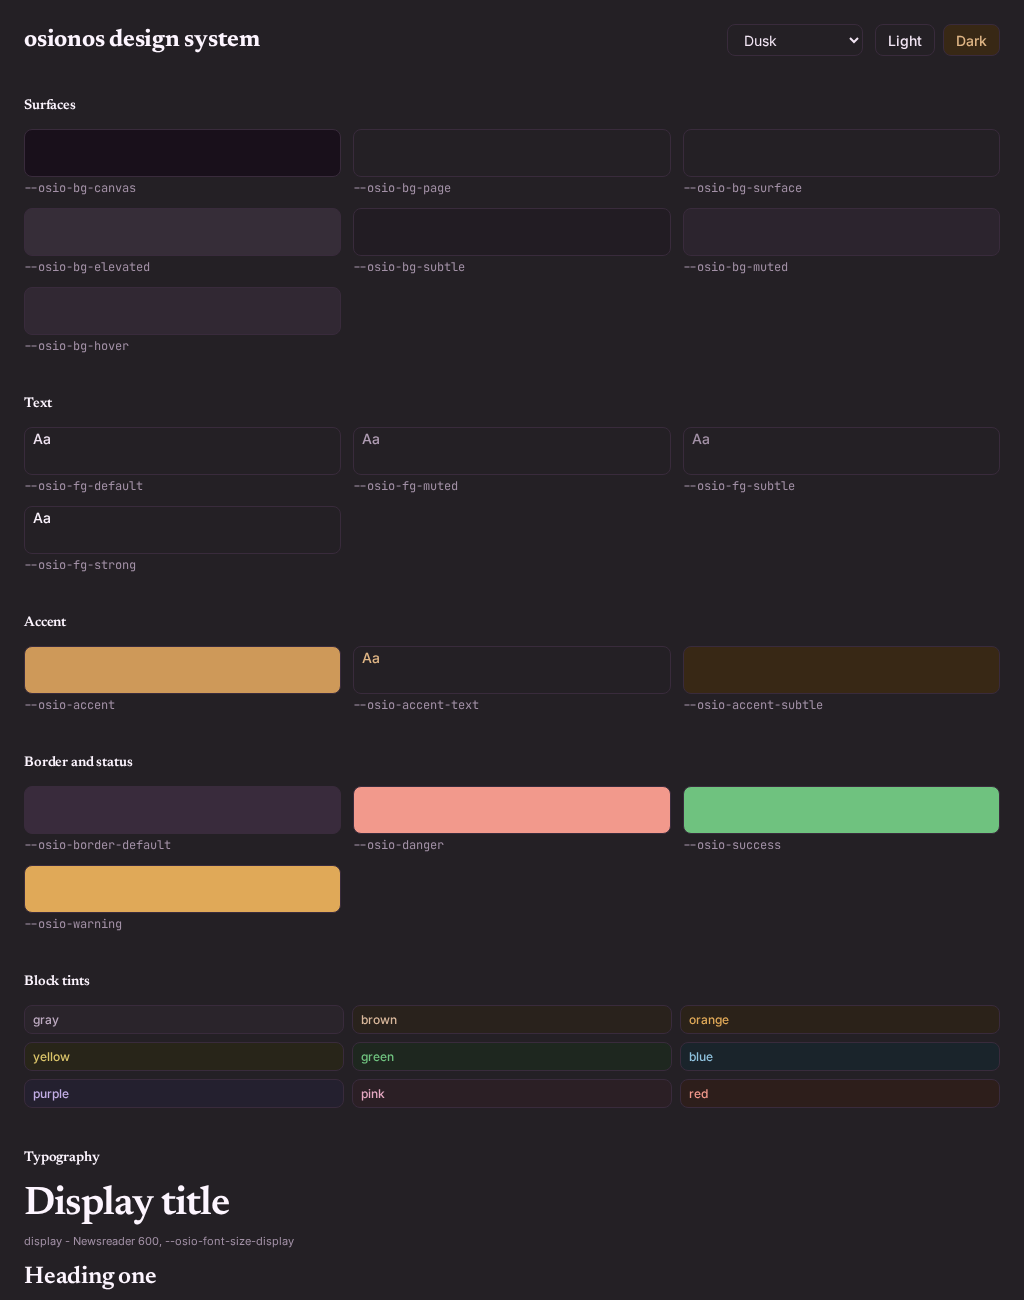 osionos design system
Dusk
Light
Dark
Surfaces
--osio-bg-canvas
--osio-bg-page
--osio-bg-surface
--osio-bg-elevated
--osio-bg-subtle
--osio-bg-muted
--osio-bg-hover
Text
Aa
Aa
Aa
--osio-fg-default
--osio-fg-muted
--osio-fg-subtle
Aa
--osio-fg-strong
Accent
Aa
--osio-accent
--osio-accent-text
--osio-accent-subtle
Border and status
--osio-border-default
--osio-danger
--osio-success
--osio-warning
Block tints
gray
brown
orange
yellow
green
blue
purple
pink
red
Typography
Display title
display - Newsreader 600, --osio-font-size-display
Heading one